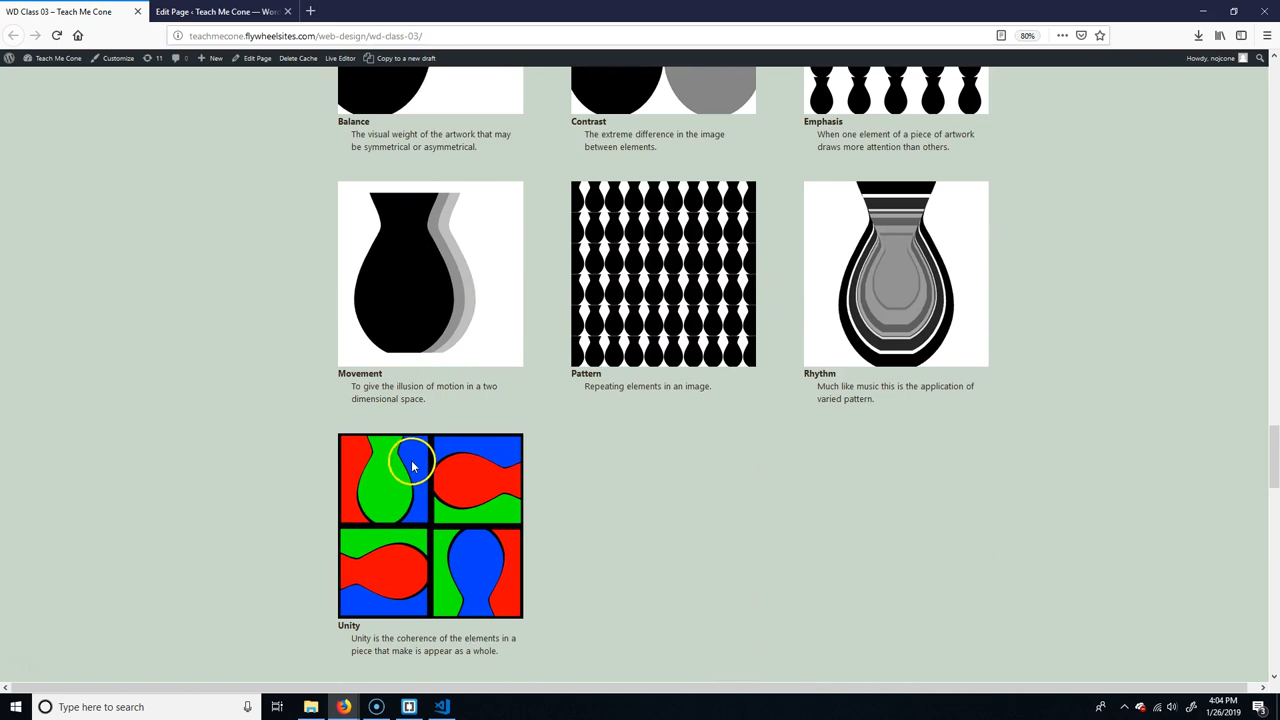 WD Class 03 – Teach Me Cone
Edit Page ‹ Teach Me Cone — Wor
teachmecone.flywheelsites.com/web-design/wd-class-03/
80%
Teach Me Cone
Customize
11
0
New
Edit Page
Delete Cache
Live Editor
Copy to a new draft
Howdy, nojcone
Balance
The visual weight of the artwork that may
be symmetrical or asymmetrical.
Contrast
The extreme difference in the image
between elements.
Emphasis
When one element of a piece of artwork
draws more attention than others.
Movement
To give the illusion of motion in a two
dimensional space.
Pattern
Repeating elements in an image.
Rhythm
Much like music this is the application of
varied pattern.
Unity
Unity is the coherence of the elements in a
piece that make is appear as a whole.
Type here to search
4:04 PM
1/26/2019
3